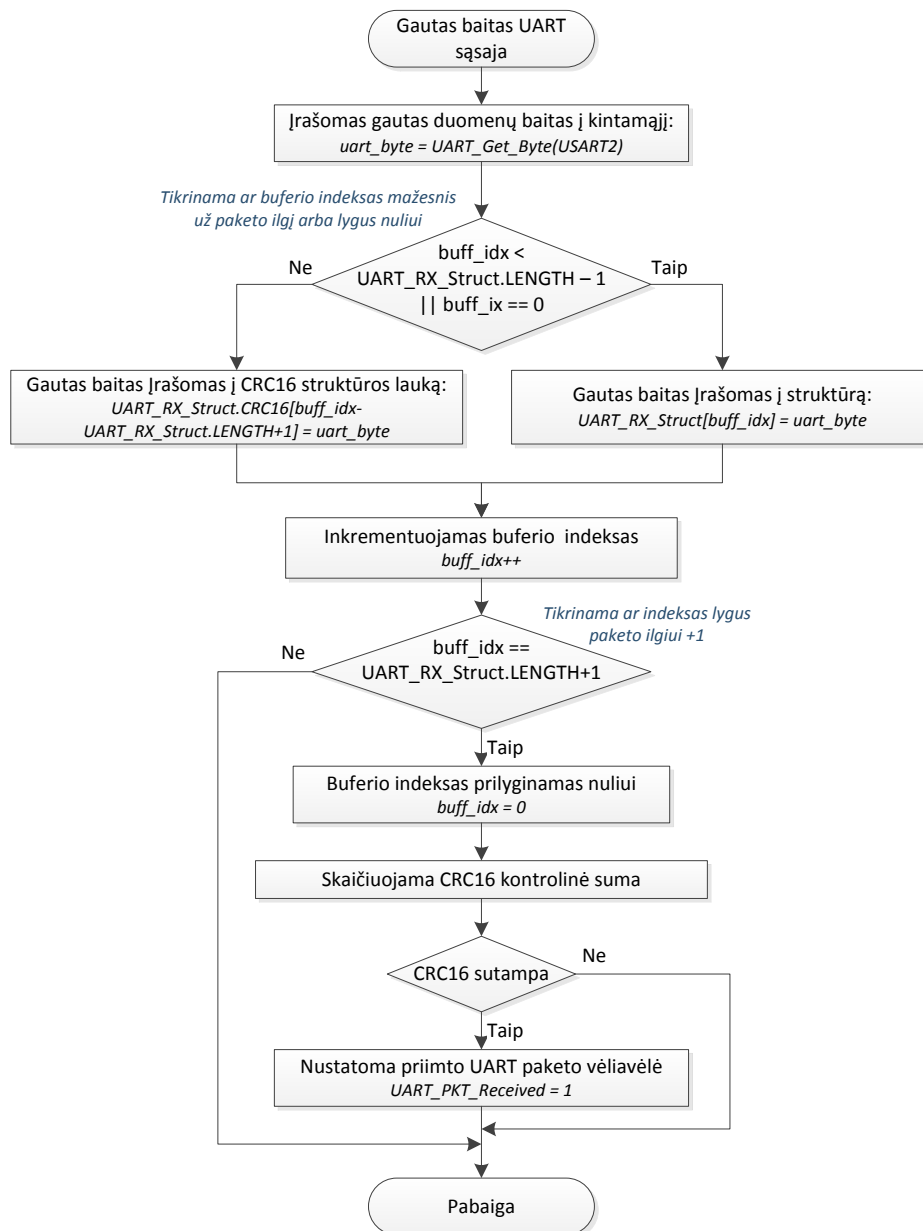 Gautas baitas UART
sąsaja
Įrašomas gautas duomenų baitas į kintamąjį:
uart_byte = UART_Get_Byte(USART2)
Tikrinama ar buferio indeksas mažesnis
už paketo ilgį arba lygus nuliui
buff_idx <
UART_RX_Struct.LENGTH – 1
|| buff_ix == 0
Ne
Taip
Gautas baitas Įrašomas į CRC16 struktūros lauką:
UART_RX_Struct.CRC16[buff_idx-
UART_RX_Struct.LENGTH+1] = uart_byte
Gautas baitas Įrašomas į struktūrą:
UART_RX_Struct[buff_idx] = uart_byte
Inkrementuojamas buferio indeksas
buff_idx++
Tikrinama ar indeksas lygus
paketo ilgiui +1
buff_idx ==
UART_RX_Struct.LENGTH+1
Ne
Taip
Buferio indeksas prilyginamas nuliui
buff_idx = 0
Skaičiuojama CRC16 kontrolinė suma
CRC16 sutampa
Ne
Taip
Nustatoma priimto UART paketo vėliavėlė
UART_PKT_Received = 1
Pabaiga